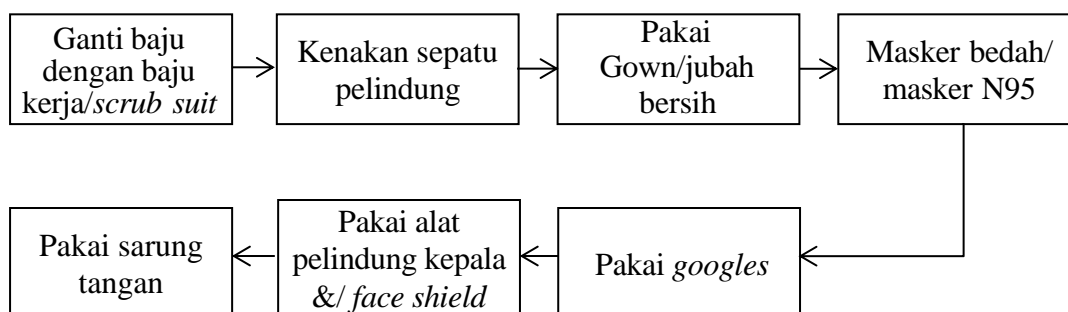 Ganti baju
dengan baju
kerja/scrub suit
Kenakan sepatu
pelindung
Pakai
Gown/jubah
bersih
Masker bedah/
masker N95
Pakai googles
Pakai alat
pelindung kepala
&/ face shield
Pakai sarung
tangan